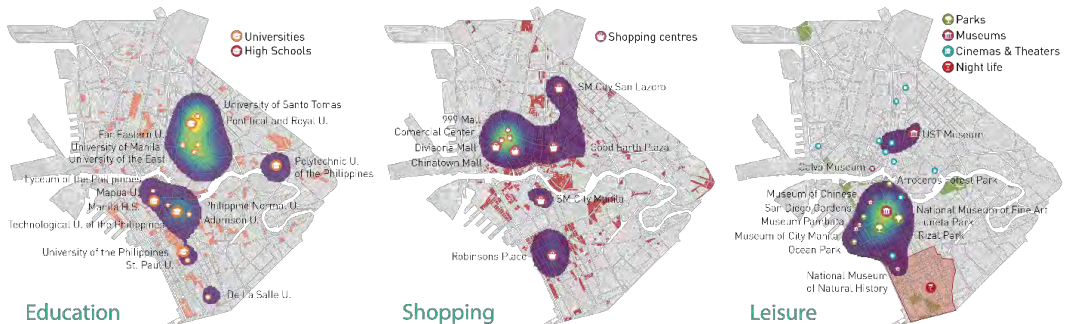 Universities
High Schools
University of Santo Tomas
Pontifical and Royal U.
Far Eastern U.
University of Manila
University of the East
Polytechnic U.
of the Philippines
Lyceum of the Philippines
Mapua U.
Manila H.S.
Philippine Normal U.
Adamson U.
Technological U. of the Philippines
University of the Philippines
St. Paul U.
De La Salle U.
Education
Shopping centres
SM City San Lazoro
999 Mall
Comercial Center
Divisoria Mall
Chinatown Mall
Good Earth Plaza
SM City Manila
Robinsons Place
Shopping
Parks
Museums
Cinemas & Theaters
Night life
UST Museum
Calvo Museum
Arroceros Forest Park
Museum of Chinese
San Diego Gardens
Museum Pambata
Museum of City Manila
Ocean Park
National Museum of Fine Art
Luneta Park
Rizal Park
National Museum
of Natural History
Leisure